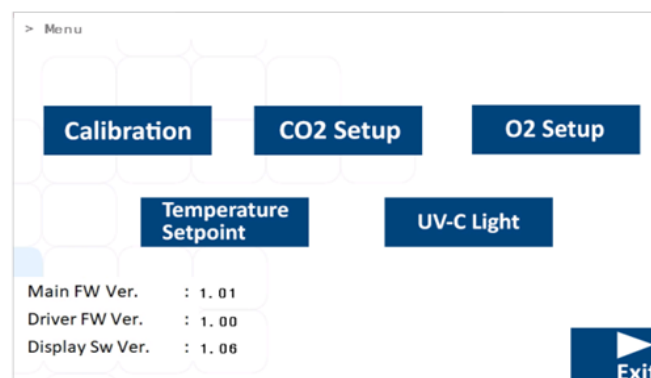 > Menu
Calibration
CO2 Setup
O2 Setup
Temperature
Setpoint
UV-C Light
Main FW Ver. : 1.01
Driver FW Ver. : 1.00
Display Sw Ver. : 1.06
Exit